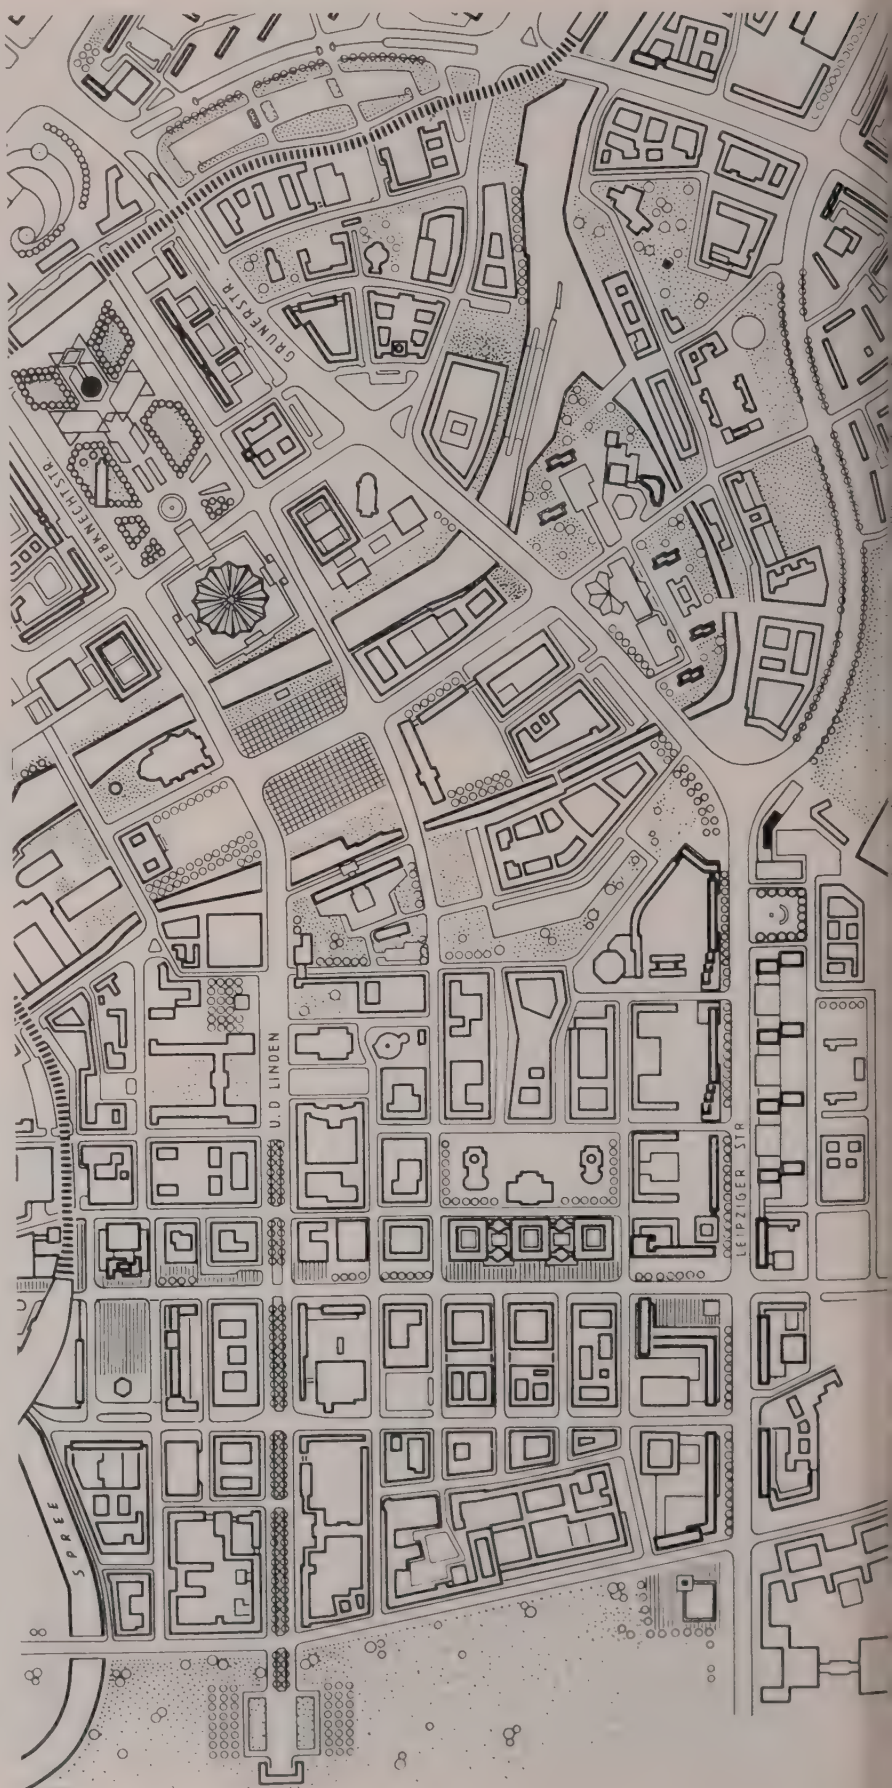 GRUNERSTR.
LIEBKNECHTSTR.
U. D LINDEN
LEIPZIGER STR
SPREE